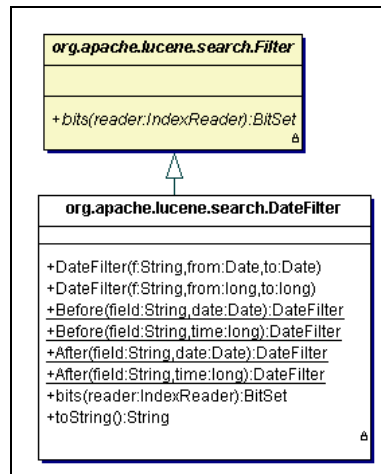 org.apache.lucene.search.Filter
+bits(reader:IndexReader):BitSet
org.apache.lucene.search.DateFilter
+DateFilter(f:String,from:Date,to:Date)
+DateFilter(f:String,from:long,to:long)
+Before(field:String,date:Date):DateFilter
+Before(field:String,time:long):DateFilter
+After(field:String,date:Date):DateFilter
+After(field:String,time:long):DateFilter
+bits(reader:IndexReader):BitSet
+toString():String